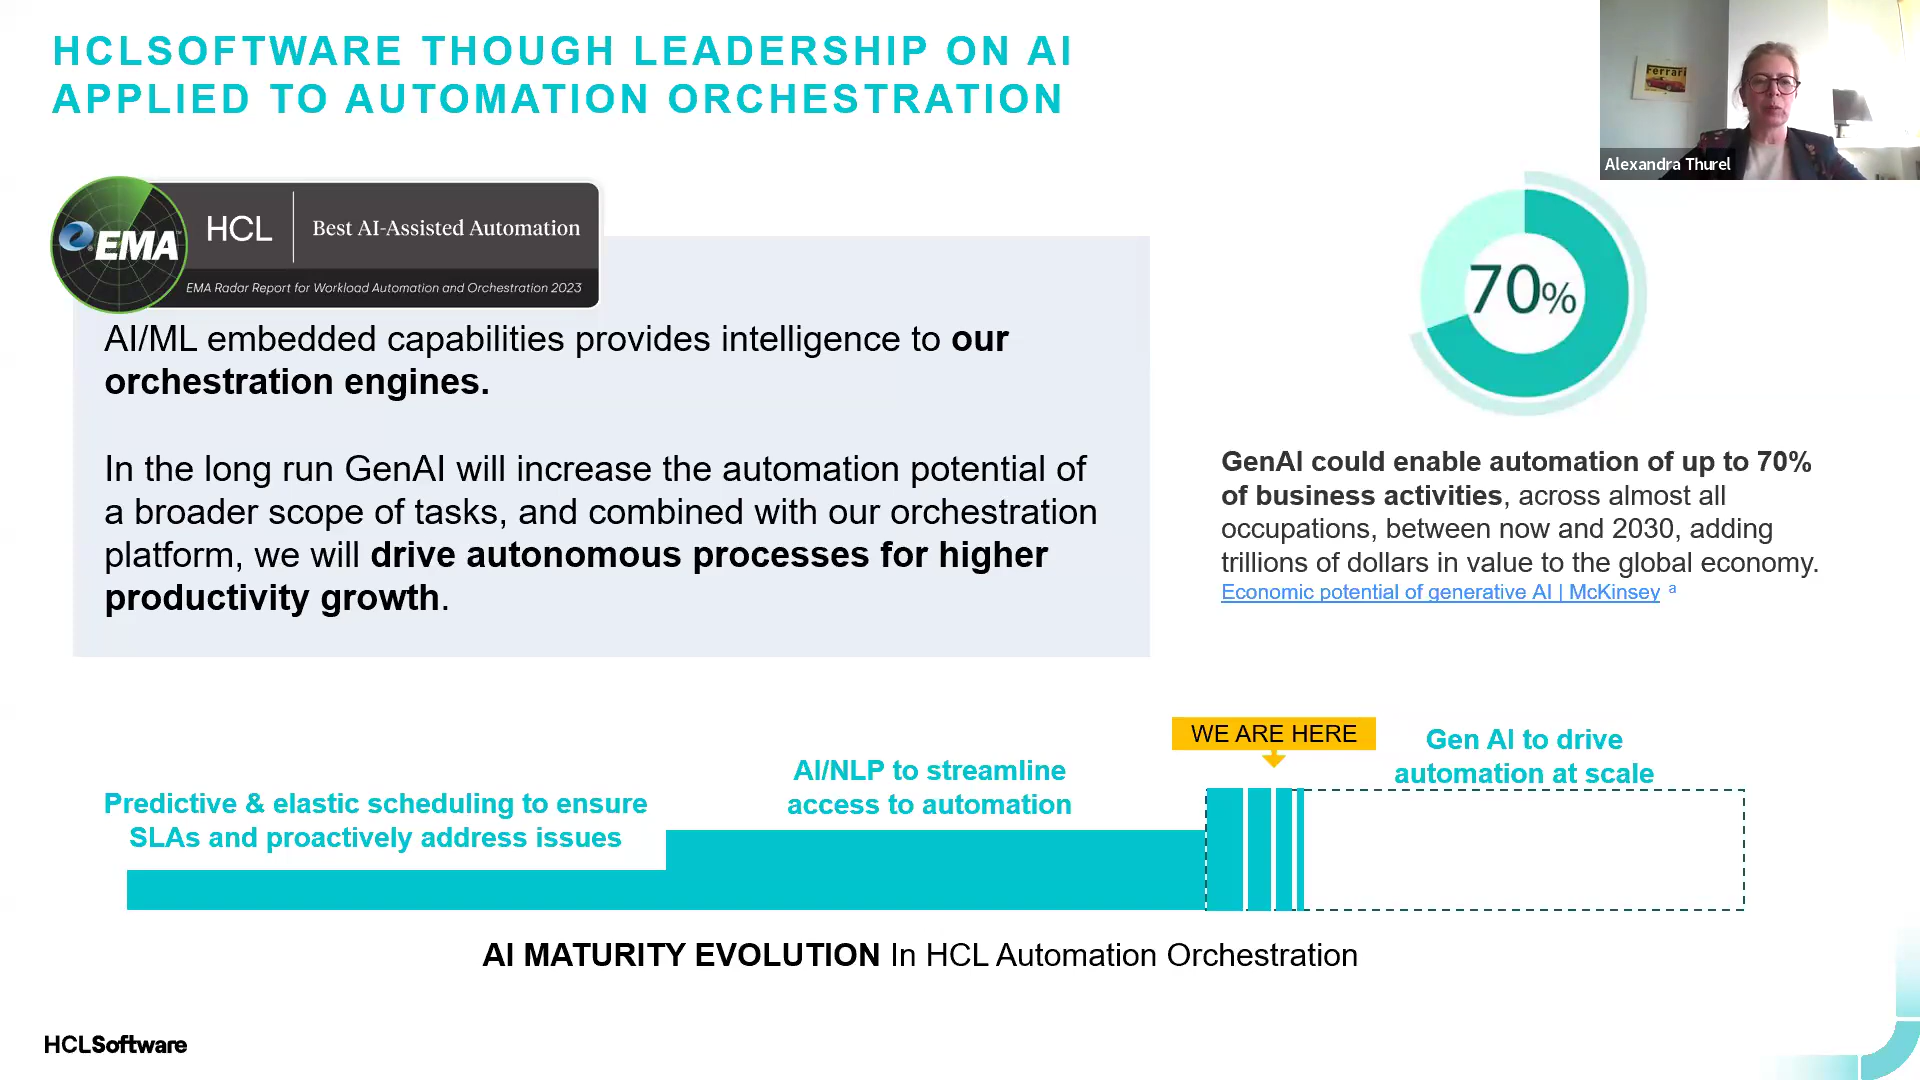 HCLSOFTWARE THOUGH LEADERSHIP ON AI
APPLIED TO AUTOMATION ORCHESTRATION
Ferrari
Alexandra Thurel
EMA
HCL
Best AI-Assisted Automation
EMA Radar Report for Workload Automation and Orchestration 2023
AI/ML embedded capabilities provides intelligence to our
orchestration engines.
In the long run GenAI will increase the automation potential of
a broader scope of tasks, and combined with our orchestration
platform, we will drive autonomous processes for higher
productivity growth.
70%
GenAI could enable automation of up to 70%
of business activities, across almost all
occupations, between now and 2030, adding
trillions of dollars in value to the global economy.
Economic potential of generative AI | McKinsey a
Predictive & elastic scheduling to ensure
SLAs and proactively address issues
AI/NLP to streamline
access to automation
WE ARE HERE
Gen AI to drive
automation at scale
AI MATURITY EVOLUTION In HCL Automation Orchestration
HCLSoftware